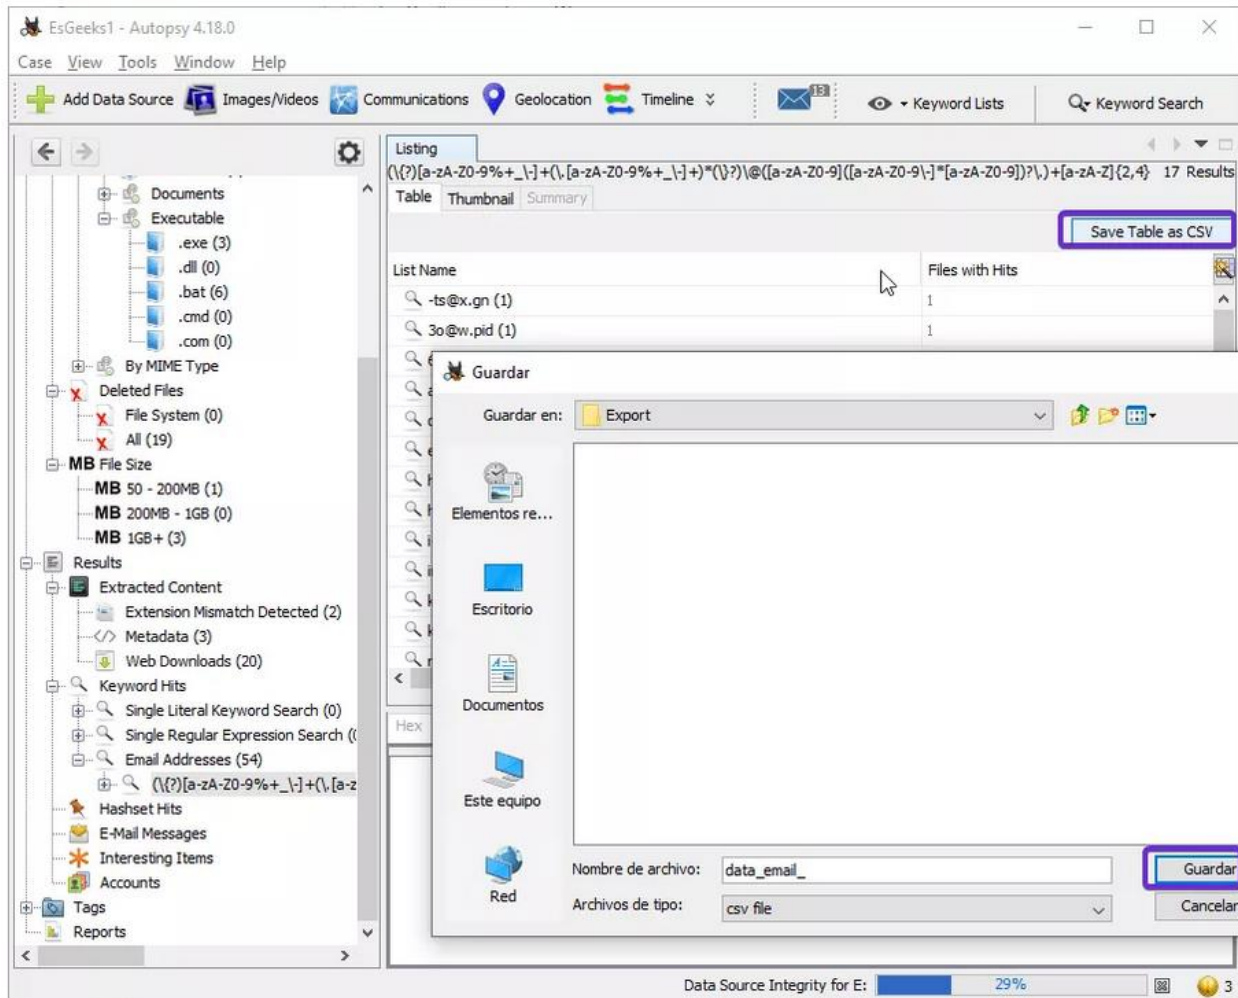 EsGeeks1 - Autopsy 4.18.0
Case View Tools Window Help
Add Data Source Images/Videos Communications Geolocation Timeline 13 Keyword Lists Keyword Search
Documents
Executable
.exe (3)
.dll (0)
.bat (6)
.cmd (0)
.com (0)
By MIME Type
Deleted Files
File System (0)
All (19)
MB File Size
MB 50 - 200MB (1)
MB 200MB - 1GB (0)
MB 1GB+ (3)
Results
Extracted Content
Extension Mismatch Detected (2)
Metadata (3)
Web Downloads (20)
Keyword Hits
Single Literal Keyword Search (0)
Single Regular Expression Search (
Email Addresses (54)
(\{?)[a-zA-Z0-9%+_\-]+(\.[a-z
Hashset Hits
E-Mail Messages
Interesting Items
Accounts
Tags
Reports
Listing
(\{?)[a-zA-Z0-9%+_\-]+(\.[a-zA-Z0-9%+_\-]+)*(\}?)\@([a-zA-Z0-9]([a-zA-Z0-9\-]*[a-zA-Z0-9])?\.)+[a-zA-Z]{2,4} 17 Results
Table Thumbnail Summary
Save Table as CSV
List Name Files with Hits
-ts@x.gn (1) 1
3o@w.pid (1) 1
Hex
Guardar
Guardar en: Export
Elementos re...
Escritorio
Documentos
Este equipo
Red
Nombre de archivo: data_email_ Guardar
Archivos de tipo: csv file Cancelar
Data Source Integrity for E: 29% 3